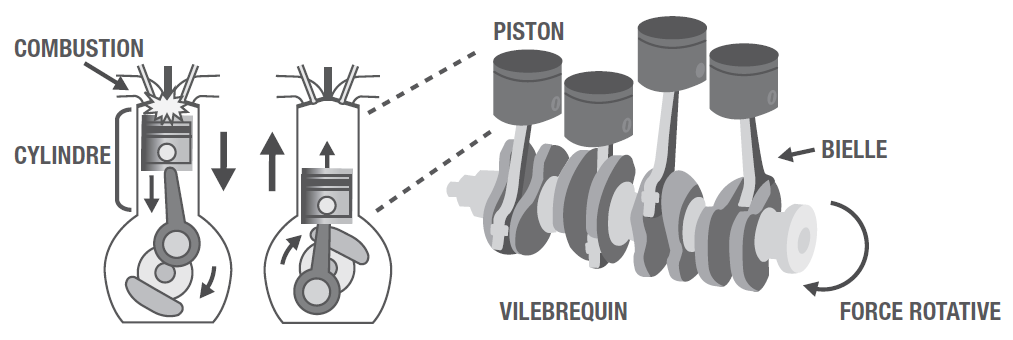 COMBUSTION
CYLINDRE
PISTON
BIELLE
VILEBREQUIN
FORCE ROTATIVE